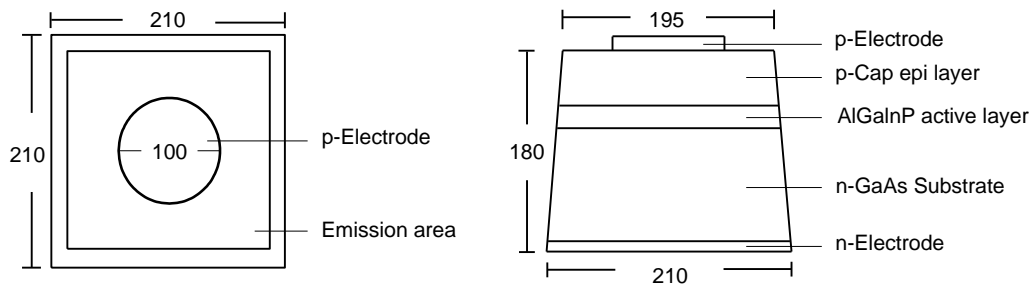 210
210
100
p-Electrode
Emission area
195
180
p-Electrode
p-Cap epi layer
AlGaInP active layer
n-GaAs Substrate
n-Electrode
210